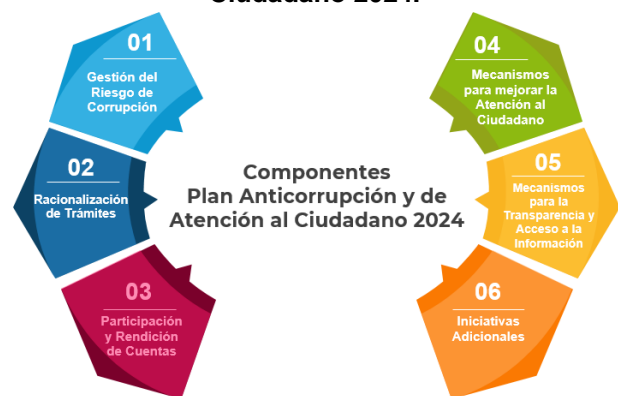 Ciudadano 2024.
01
Gestión del
Riesgo de
Corrupción
02
Racionalización
de Trámites
03
Participación
y Rendición
de Cuentas
Componentes
Plan Anticorrupción y de
Atención al Ciudadano 2024
04
Mecanismos
para mejorar la
Atención al
Ciudadano
05
Mecanismos
para la
Transparencia y
Acceso a la
Información
06
Iniciativas
Adicionales